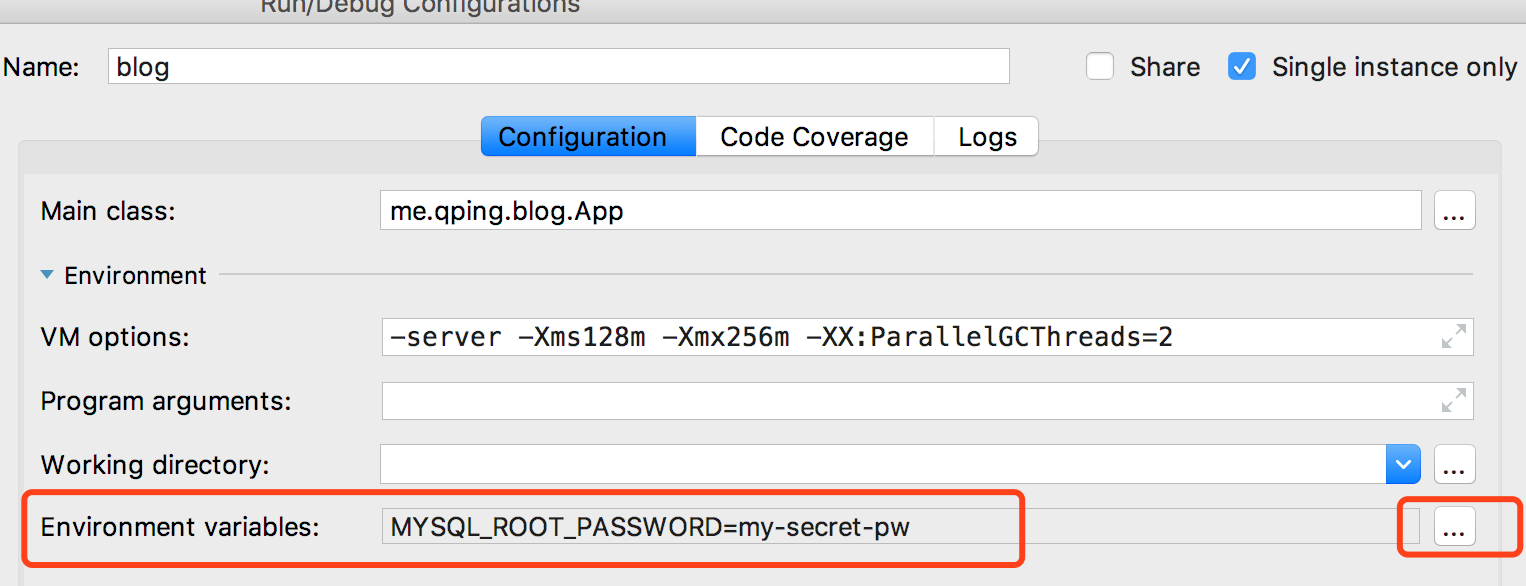 Run/Debug Configurations
Name: blog Share Single instance only
Configuration Code Coverage Logs
Main class: me.qping.blog.App ...
Environment
VM options: -server -Xms128m -Xmx256m -XX:ParallelGCThreads=2
Program arguments:
Working directory: ...
Environment variables: MYSQL_ROOT_PASSWORD=my-secret-pw ...